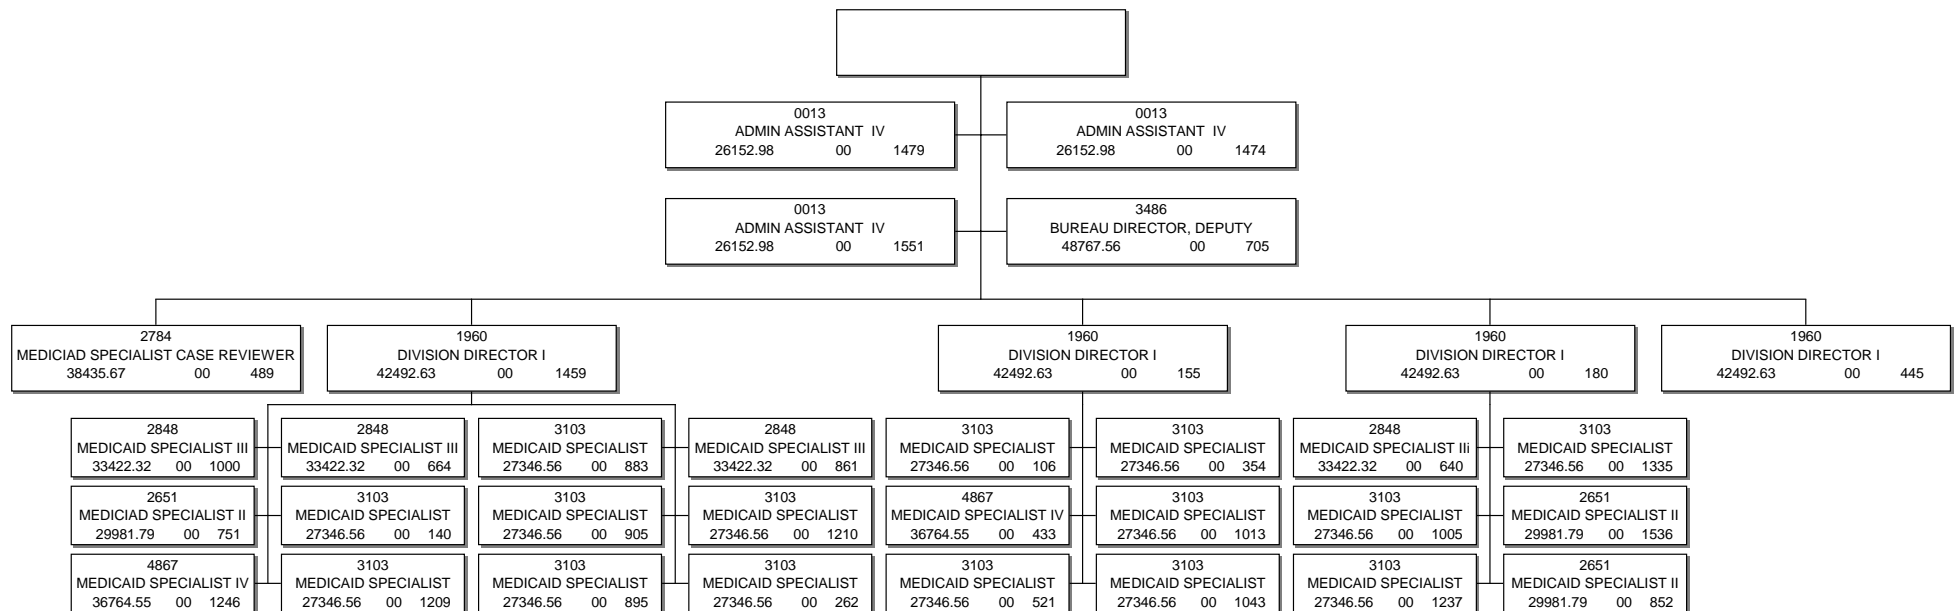 0013
ADMIN ASSISTANT  IV
26152.98 00 1479
0013
ADMIN ASSISTANT  IV
26152.98 00 1474
0013
ADMIN ASSISTANT  IV
26152.98 00 1551
3486
BUREAU DIRECTOR, DEPUTY
48767.56 00 705
2784
MEDICIAD SPECIALIST CASE REVIEWER
38435.67 00 489
1960
DIVISION DIRECTOR I
42492.63 00 1459
1960
DIVISION DIRECTOR I
42492.63 00 155
1960
DIVISION DIRECTOR I
42492.63 00 180
1960
DIVISION DIRECTOR I
42492.63 00 445
2848
MEDICAID SPECIALIST III
33422.32 00 1000
2848
MEDICAID SPECIALIST III
33422.32 00 664
3103
MEDICAID SPECIALIST
27346.56 00 883
2848
MEDICAID SPECIALIST III
33422.32 00 861
3103
MEDICAID SPECIALIST
27346.56 00 106
3103
MEDICAID SPECIALIST
27346.56 00 354
2848
MEDICAID SPECIALIST IIi
33422.32 00 640
3103
MEDICAID SPECIALIST
27346.56 00 1335
2651
MEDICIAD SPECIALIST II
29981.79 00 751
3103
MEDICAID SPECIALIST
27346.56 00 140
3103
MEDICAID SPECIALIST
27346.56 00 905
3103
MEDICAID SPECIALIST
27346.56 00 1210
4867
MEDICAID SPECIALIST IV
36764.55 00 433
3103
MEDICAID SPECIALIST
27346.56 00 1013
3103
MEDICAID SPECIALIST
27346.56 00 1005
2651
MEDICAID SPECIALIST II
29981.79 00 1536
4867
MEDICAID SPECIALIST IV
36764.55 00 1246
3103
MEDICAID SPECIALIST
27346.56 00 1209
3103
MEDICAID SPECIALIST
27346.56 00 895
3103
MEDICAID SPECIALIST
27346.56 00 262
3103
MEDICAID SPECIALIST
27346.56 00 521
3103
MEDICAID SPECIALIST
27346.56 00 1043
3103
MEDICAID SPECIALIST
27346.56 00 1237
2651
MEDICAID SPECIALIST II
29981.79 00 852